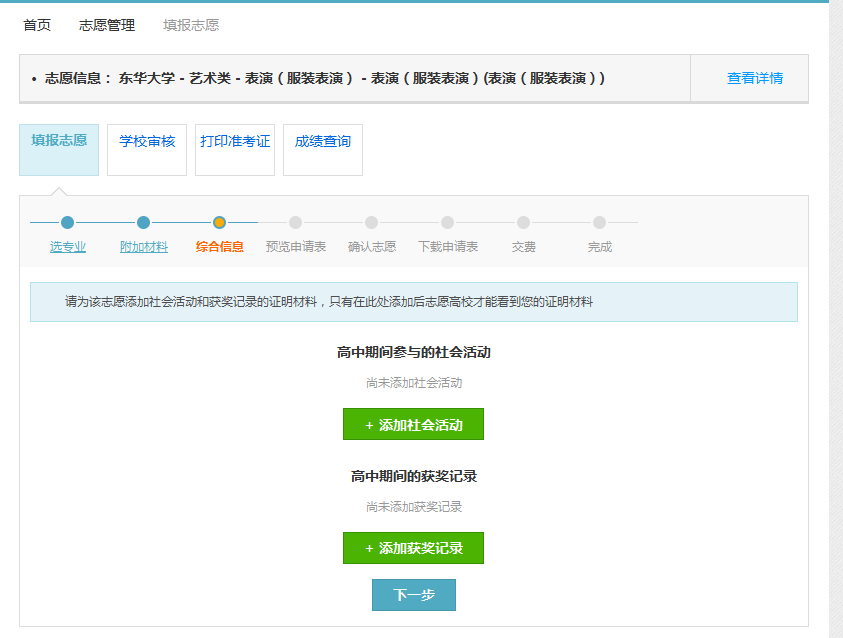 首页 志愿管理 填报志愿
• 志愿信息： 东华大学 - 艺术类 - 表演（服装表演） - 表演（服装表演）(表演（服装表演）) 查看详情
填报志愿 学校审核 打印准考证 成绩查询
选专业 附加材料 综合信息 预览申请表 确认志愿 下载申请表 交费 完成
请为该志愿添加社会活动和获奖记录的证明材料，只有在此处添加后志愿高校才能看到您的证明材料
高中期间参与的社会活动
尚未添加社会活动
+ 添加社会活动
高中期间的获奖记录
尚未添加获奖记录
+ 添加获奖记录
下一步